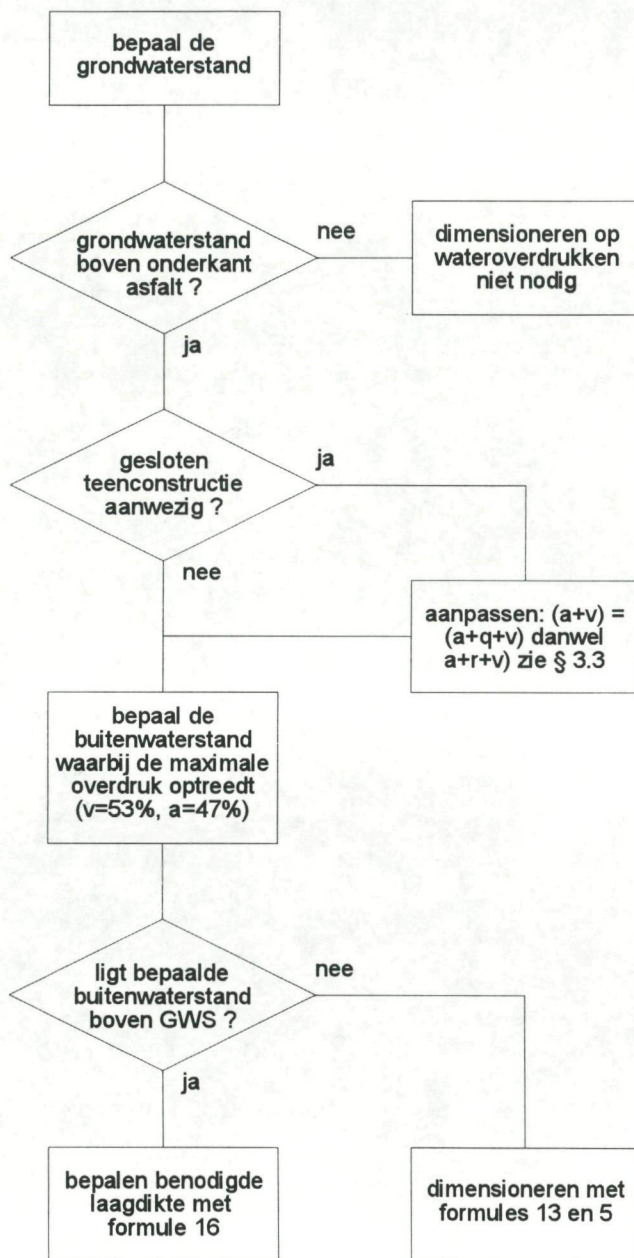 bepaal de
grondwaterstand
grondwaterstand
boven onderkant
asfalt ?
nee
dimensioneren op
wateroverdrukken
niet nodig
ja
gesloten
teenconstructie
aanwezig ?
ja
nee
aanpassen: (a+v) =
(a+q+v) danwel
a+r+v) zie § 3.3
bepaal de
buitenwaterstand
waarbij de maximale
overdruk optreedt
(v=53%, a=47%)
ligt bepaalde
buitenwaterstand
boven GWS ?
nee
ja
bepalen benodigde
laagdikte met
formule 16
dimensioneren met
formules 13 en 5